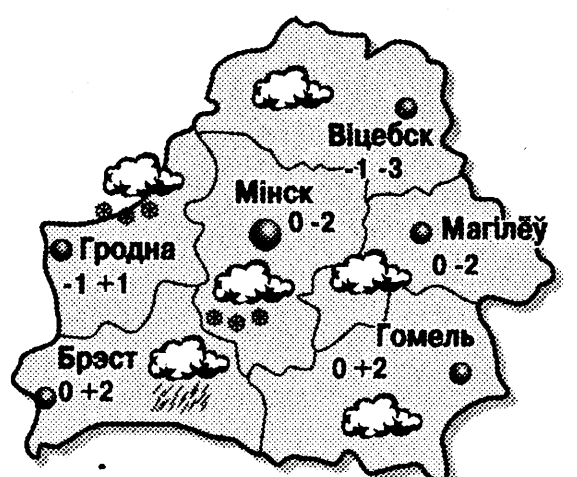 Віцебск
-1 -3
Мінск
0 -2
Магілёў
0 -2
Гродна
-1 +1
Гомель
0 +2
Брэст
0 +2